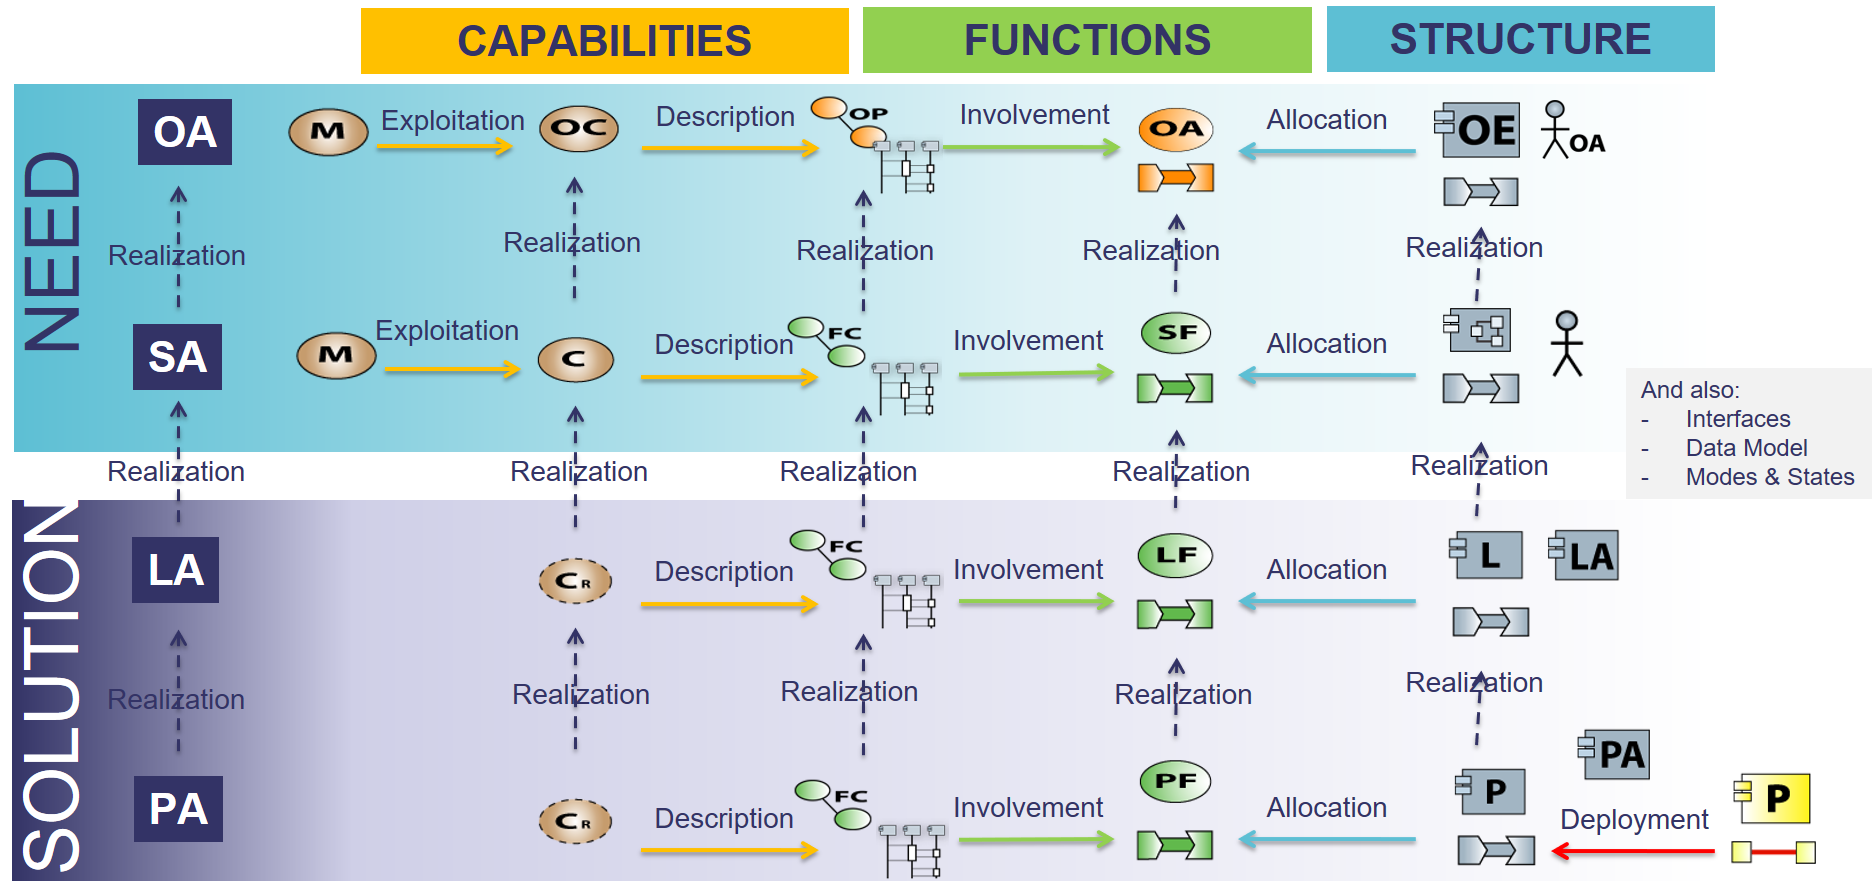 CAPABILITIES
FUNCTIONS
STRUCTURE
NEED
OA
M
Exploitation
OC
Description
OP
Involvement
OA
Allocation
OE
OA
Realization
Realization
Realization
Realization
Realization
SA
M
Exploitation
C
Description
FC
Involvement
SF
Allocation
And also:
- Interfaces
- Data Model
- Modes & States
Realization
Realization
Realization
Realization
Realization
SOLUTION
LA
CR
Description
FC
Involvement
LF
Allocation
L
LA
Realization
Realization
Realization
Realization
Realization
PA
CR
Description
FC
Involvement
PF
Allocation
P
PA
Deployment
P